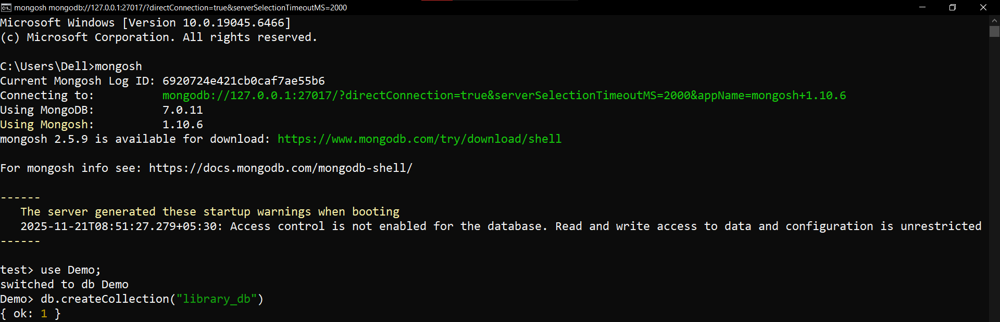 mongosh mongodb://127.0.0.1:27017/?directConnection=true&serverSelectionTimeoutMS=2000
Microsoft Windows [Version 10.0.19045.6466]
(c) Microsoft Corporation. All rights reserved.
C:\Users\Dell>mongosh
Current Mongosh Log ID: 6920724e421cb0caf7ae55b6
Connecting to: mongodb://127.0.0.1:27017/?directConnection=true&serverSelectionTimeoutMS=2000&appName=mongosh+1.10.6
Using MongoDB: 7.0.11
Using Mongosh: 1.10.6
mongosh 2.5.9 is available for download: https://www.mongodb.com/try/download/shell
For mongosh info see: https://docs.mongodb.com/mongodb-shell/
------
The server generated these startup warnings when booting
2025-11-21T08:51:27.279+05:30: Access control is not enabled for the database. Read and write access to data and configuration is unrestricted
------
test> use Demo;
switched to db Demo
Demo> db.createCollection("library_db")
{ ok: 1 }